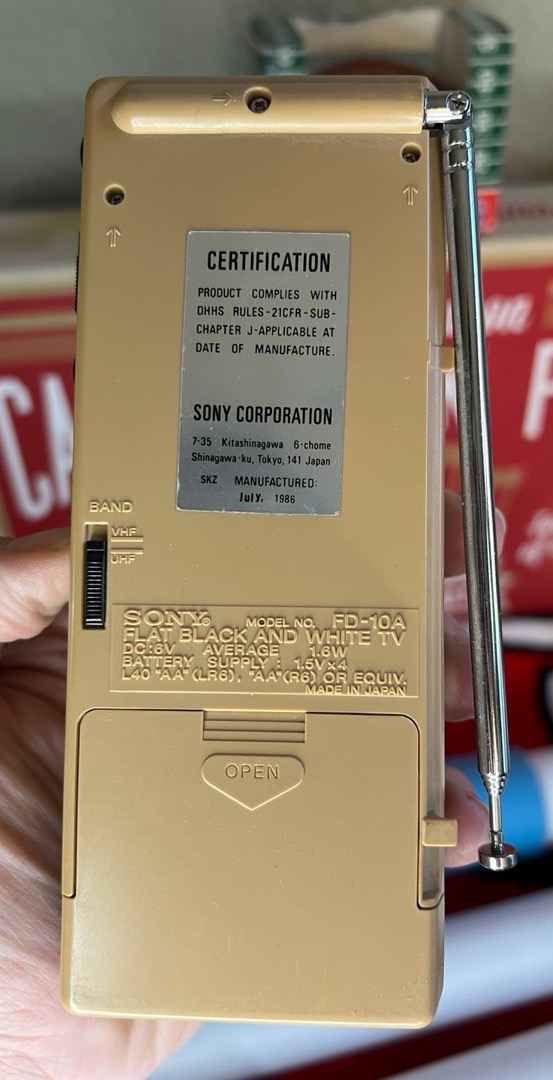 CERTIFICATION
PRODUCT COMPLIES WITH
DHHS RULES-21CFR-SUB-
CHAPTER J-APPLICABLE AT
DATE OF MANUFACTURE.
SONY CORPORATION
7-35 Kitashinagawa 6-chome
Shinagawa-ku, Tokyo, 141 Japan
SKZ MANUFACTURED:
July, 1986
BAND
VHF
UHF
SONY® MODEL NO. FD-10A
FLAT BLACK AND WHITE TV
DC:6V AVERAGE 1.6W
BATTERY SUPPLY : 1.5V×4
L40 "AA"(LR6), "AA"(R6) OR EQUIV.
MADE IN JAPAN
OPEN
CA